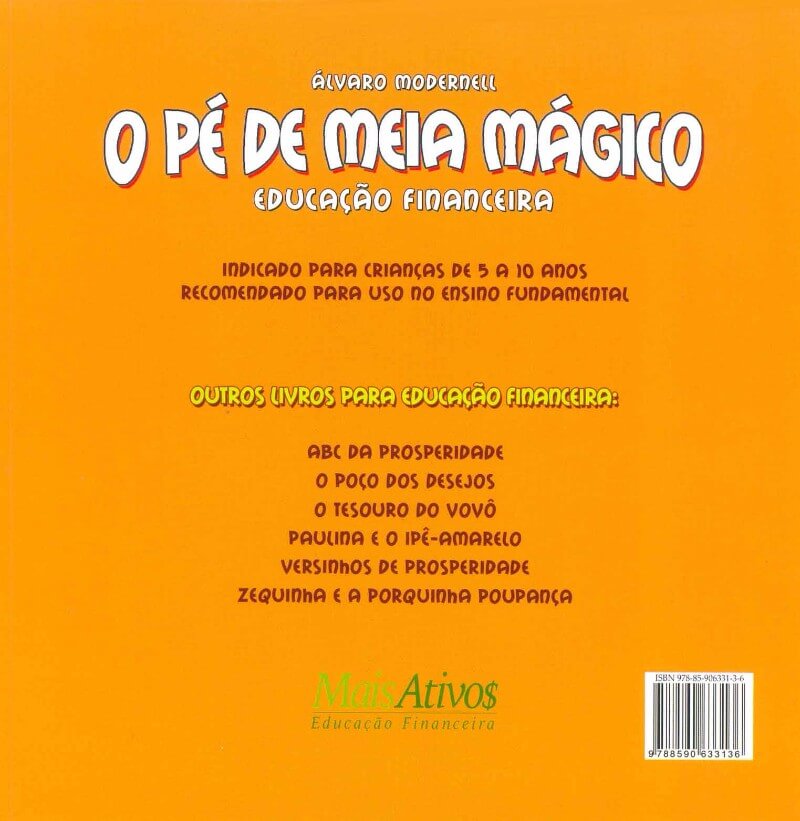 ÁLVARO MODERNELL
O PÉ DE MEIA MÁGICO
EDUCAÇÃO FINANCEIRA
INDICADO PARA CRIANÇAS DE 5 A 10 ANOS
RECOMENDADO PARA USO NO ENSINO FUNDAMENTAL
OUTROS LIVROS PARA EDUCAÇÃO FINANCEIRA:
ABC DA PROSPERIDADE
O POÇO DOS DESEJOS
O TESOURO DO VOVÔ
PAULINA E O IPÊ-AMARELO
VERSINHOS DE PROSPERIDADE
ZEQUINHA E A PORQUINHA POUPANÇA
MaisAtivo$
Educação Financeira
ISBN 978-85-906331-3-6
9 788590 633136